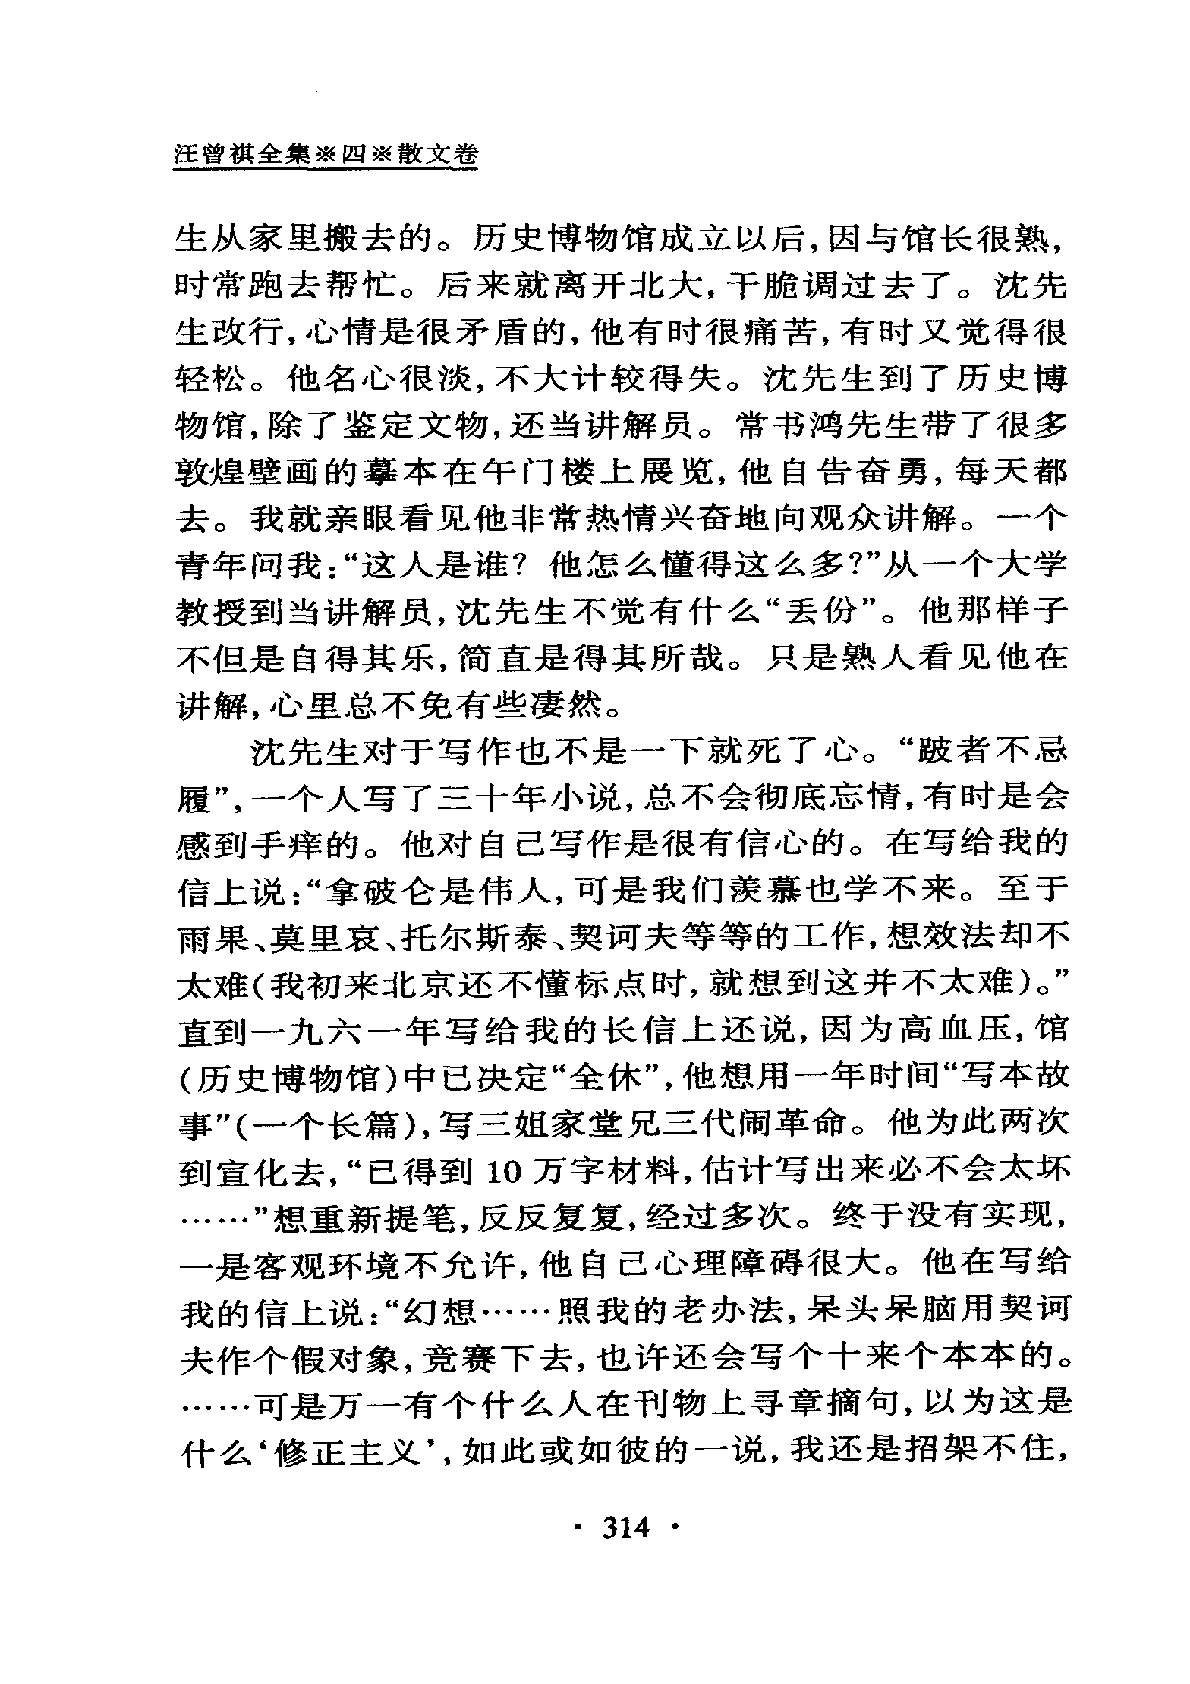 汪曾祺全集※四※散文卷
生从家里搬去的。历史博物馆成立以后,因与馆长很熟,
时常跑去帮忙。后来就离开北大,干脆调过去了。沈先
生改行,心情是很矛盾的,他有时很痛苦,有时又觉得很
轻松。他名心很淡,不大计较得失。沈先生到了历史博
物馆,除了鉴定文物,还当讲解员。常书鸿先生带了很多
敦煌壁画的摹本在午门楼上展览,他自告奋勇,每天都
去。我就亲眼看见他非常热情兴奋地向观众讲解。一个
青年问我:“这人是谁?他怎么懂得这么多?”从一个大学
教授到当讲解员,沈先生不觉有什么“丢份”。他那样子
不但是自得其乐,简直是得其所哉。只是熟人看见他在
讲解,心里总不免有些凄然。
沈先生对于写作也不是一下就死了心。“跛者不忘
履”,一个人写了三十年小说,总不会彻底忘情,有时是会
感到手痒的。他对自己写作是很有信心的。在写给我的
信上说:“拿破仑是伟人,可是我们羡慕也学不来。至于
雨果、莫里哀、托尔斯泰、契诃夫等等的工作,想效法却不
太难(我初来北京还不懂标点时,就想到这并不太难)。”
直到一九六一年写给我的长信上还说,因为高血压,馆
(历史博物馆)中已决定“全休”,他想用一年时间“写本故
事”(一个长篇),写三姐家堂兄三代闹革命。他为此两次
到宣化去,“已得到 10 万字材料,估计写出来必不会太坏
……”想重新提笔,反反复复,经过多次。终于没有实现,
一是客观环境不允许,他自己心理障碍很大。他在写给
我的信上说:“幻想……照我的老办法,呆头呆脑用契诃
夫作个假对象,竞赛下去,也许还会写个十来个本本的。
……可是万一有个什么人在刊物上寻章摘句,以为这是
什么‘修正主义’,如此或如彼的一说,我还是招架不住,
· 314 ·